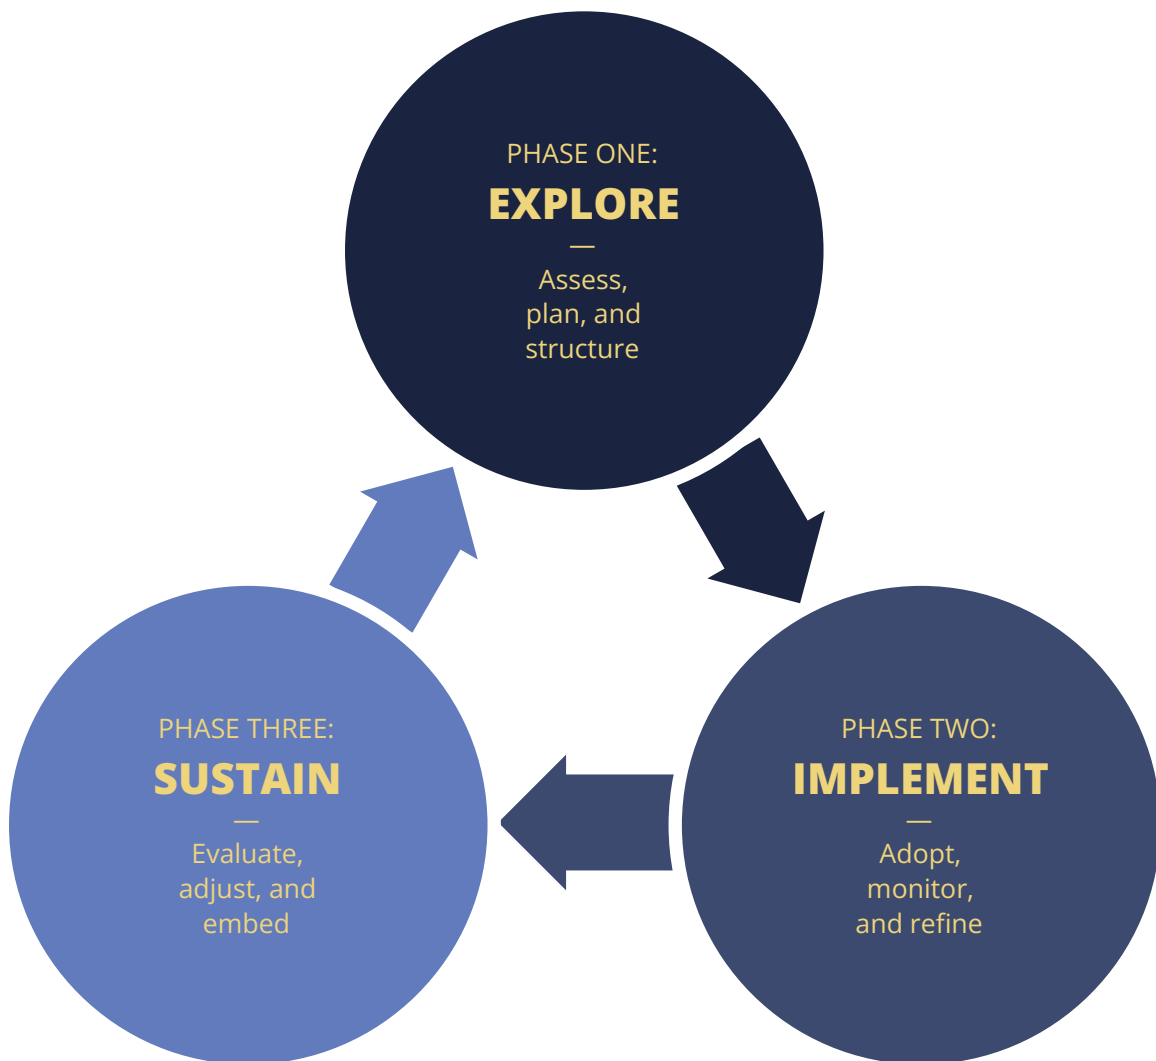 PHASE ONE:
EXPLORE
—
Assess,
plan, and
structure
PHASE TWO:
IMPLEMENT
—
Adopt,
monitor,
and refine
PHASE THREE:
SUSTAIN
—
Evaluate,
adjust, and
embed